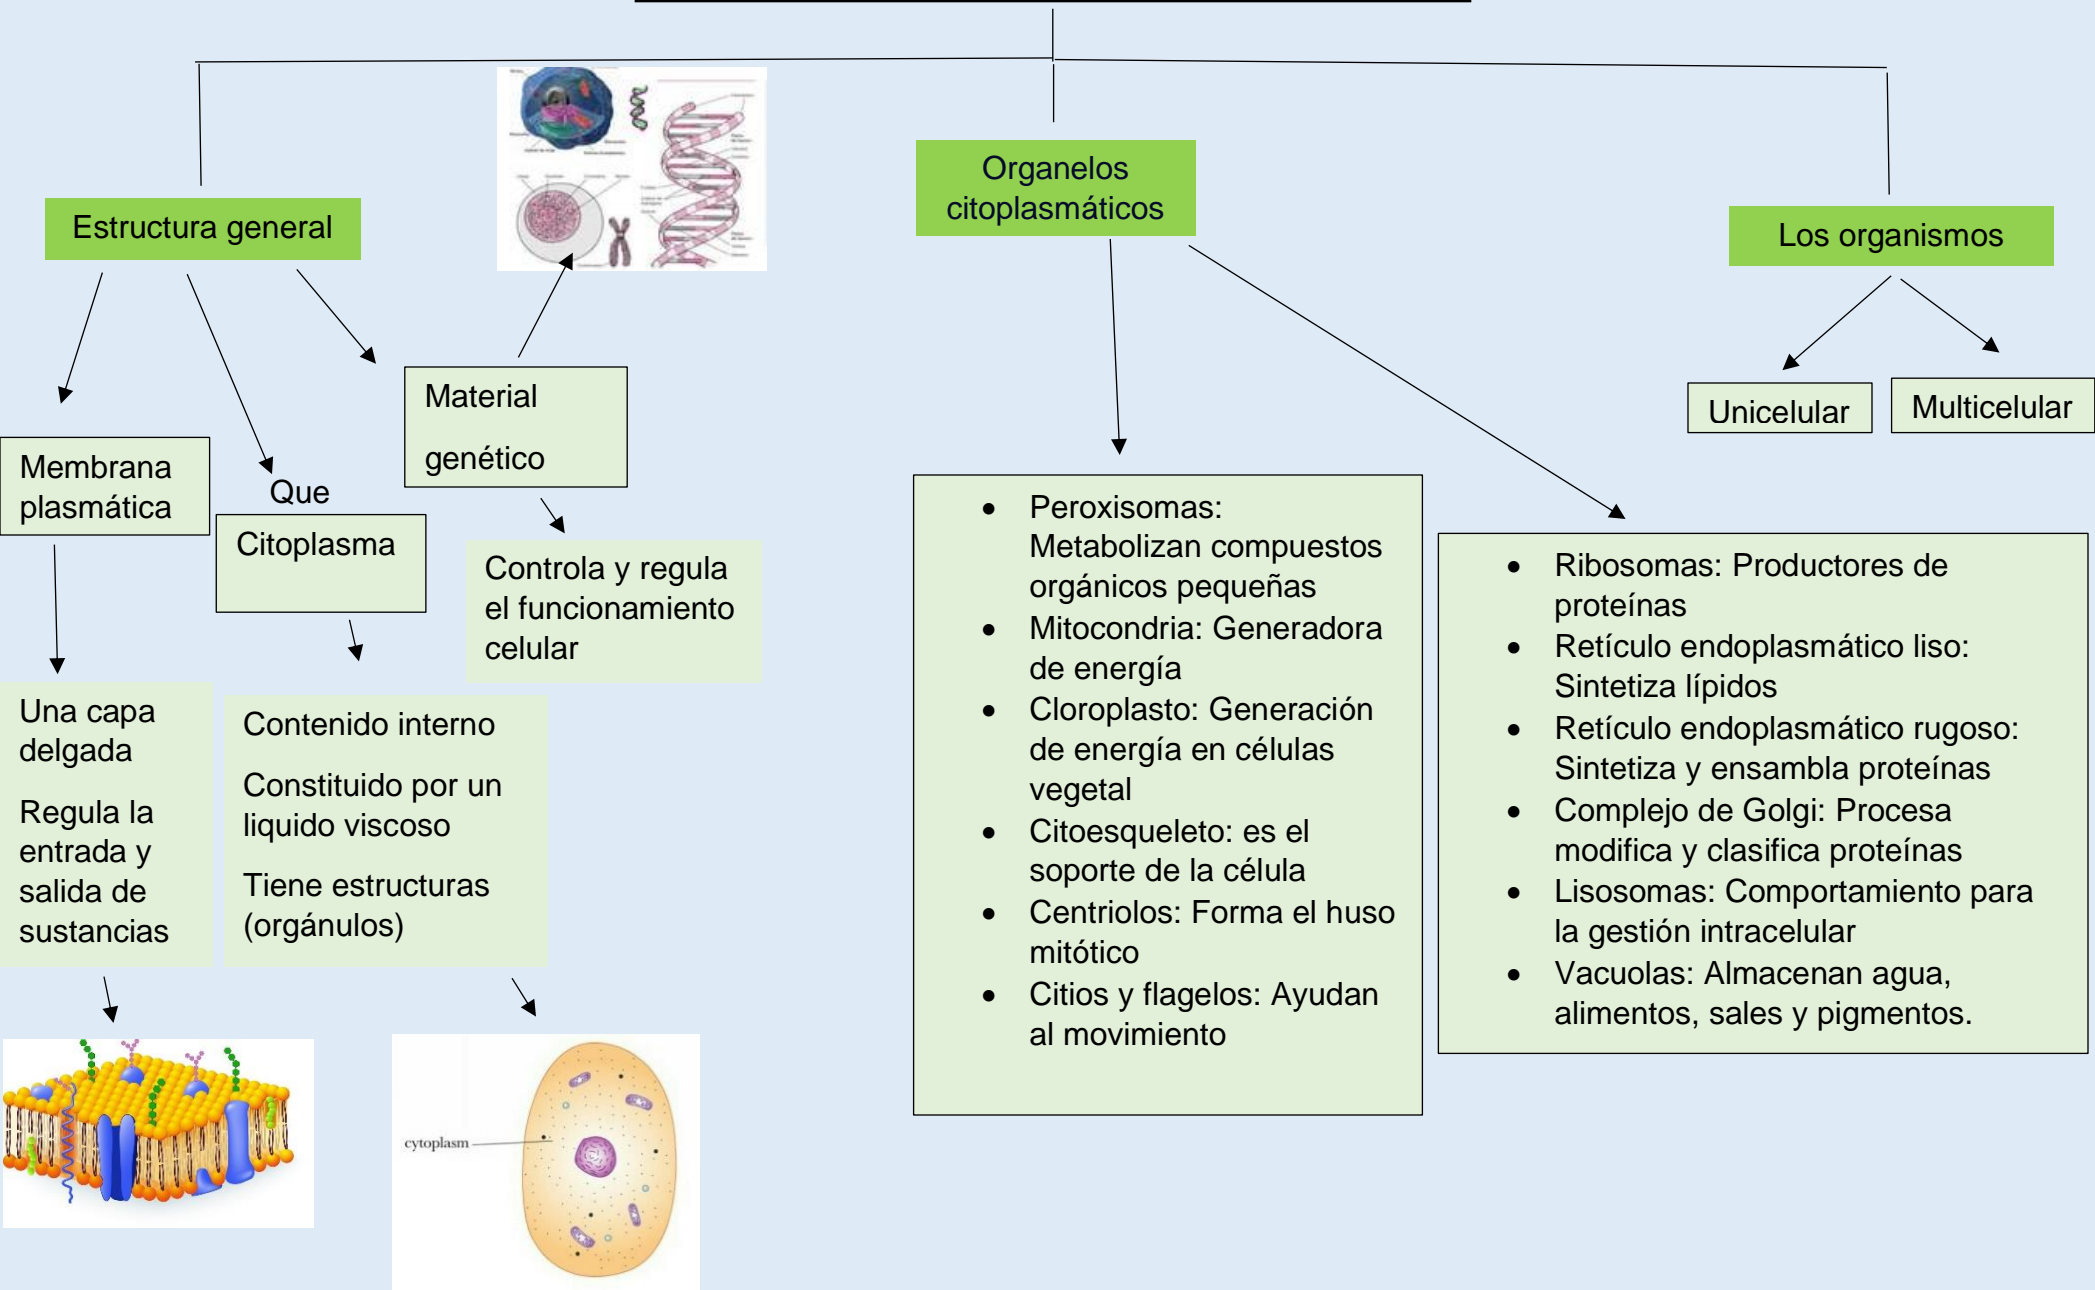 Estructura general
Organelos
citoplasmáticos
Los organismos
Membrana
plasmática
Que
Citoplasma
Material
genético
Unicelular
Multicelular
Una capa
delgada
Regula la
entrada y
salida de
sustancias
Contenido interno
Constituido por un
liquido viscoso
Tiene estructuras
(orgánulos)
Controla y regula
el funcionamiento
celular
• Peroxisomas:
Metabolizan compuestos
orgánicos pequeñas
• Mitocondria: Generadora
de energía
• Cloroplasto: Generación
de energía en células
vegetal
• Citoesqueleto: es el
soporte de la célula
• Centriolos: Forma el huso
mitótico
• Citios y flagelos: Ayudan
al movimiento
• Ribosomas: Productores de
proteínas
• Retículo endoplasmático liso:
Sintetiza lípidos
• Retículo endoplasmático rugoso:
Sintetiza y ensambla proteínas
• Complejo de Golgi: Procesa
modifica y clasifica proteínas
• Lisosomas: Comportamiento para
la gestión intracelular
• Vacuolas: Almacenan agua,
alimentos, sales y pigmentos.
cytoplasm